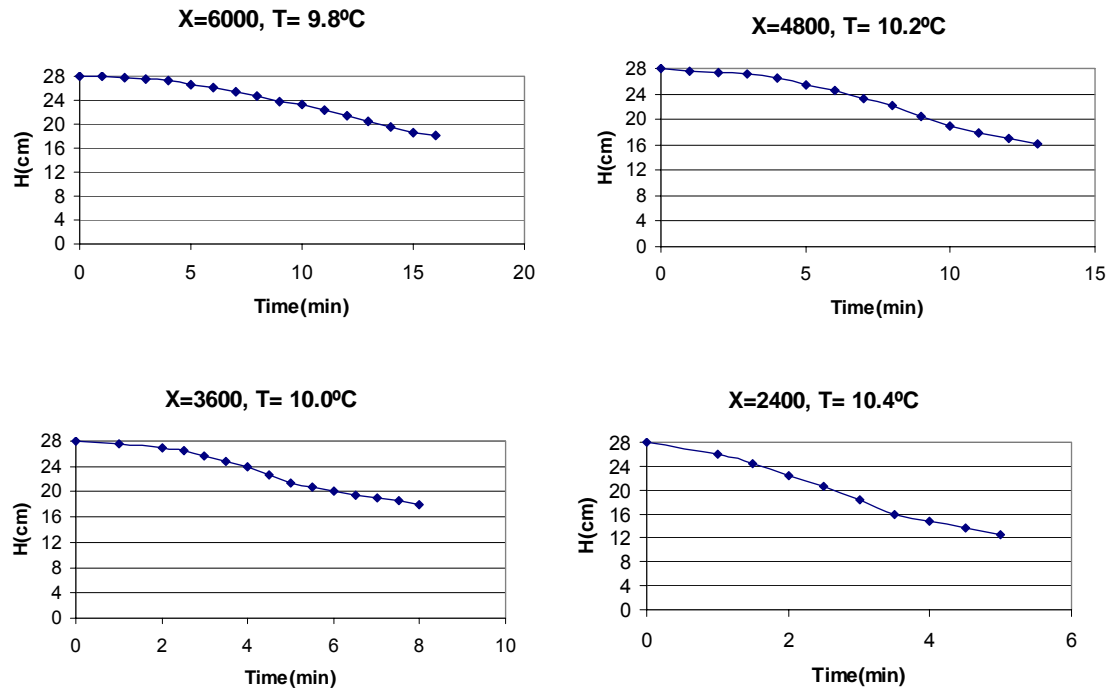 X=6000, T= 9.8ºC
28
24
20
16
12
8
4
0
H(cm)
0 5 10 15 20
Time(min)
X=4800, T= 10.2ºC
28
24
20
16
12
8
4
0
H(cm)
0 5 10 15
Time(min)
X=3600, T= 10.0ºC
28
24
20
16
12
8
4
0
H(cm)
0 2 4 6 8 10
Time(min)
X=2400, T= 10.4ºC
28
24
20
16
12
8
4
0
H(cm)
0 2 4 6
Time(min)